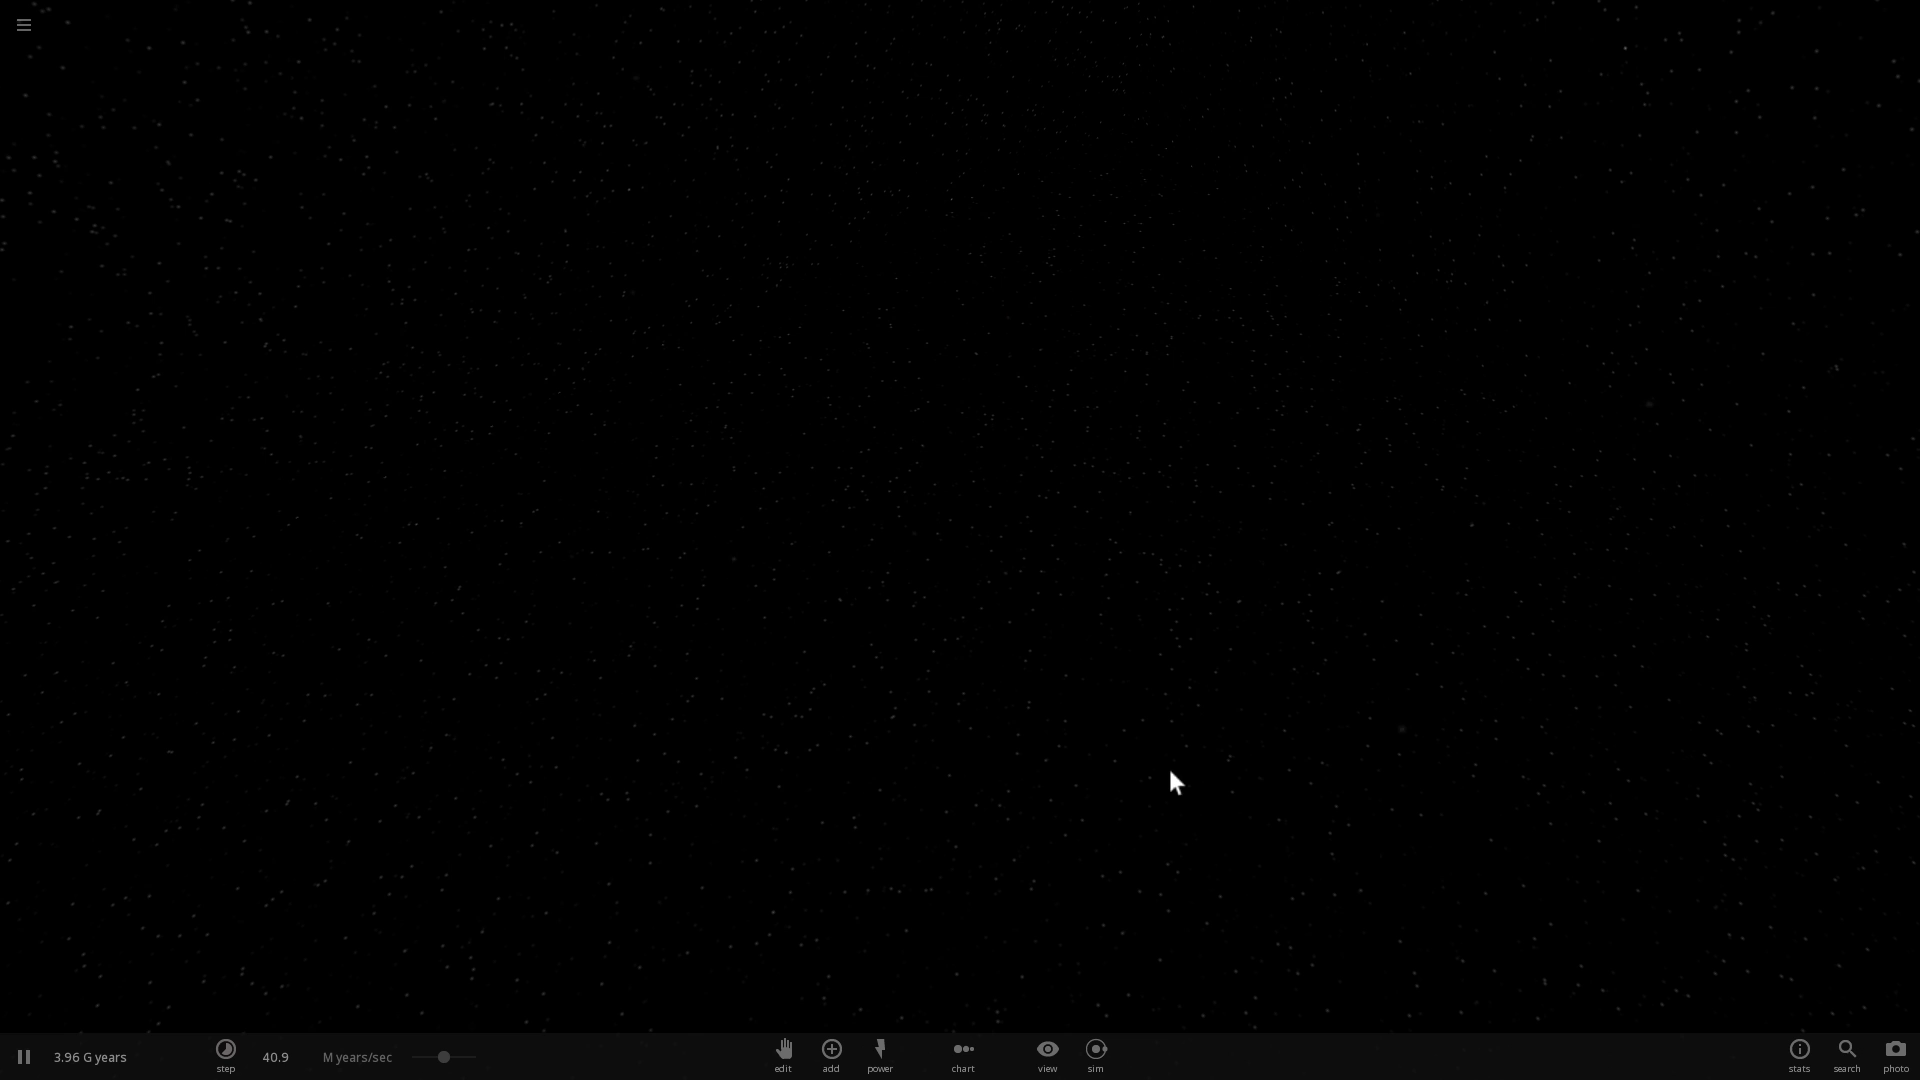 3.96 G years
step
40.9
M years/sec
edit
add
power
chart
view
sim
stats
search
photo